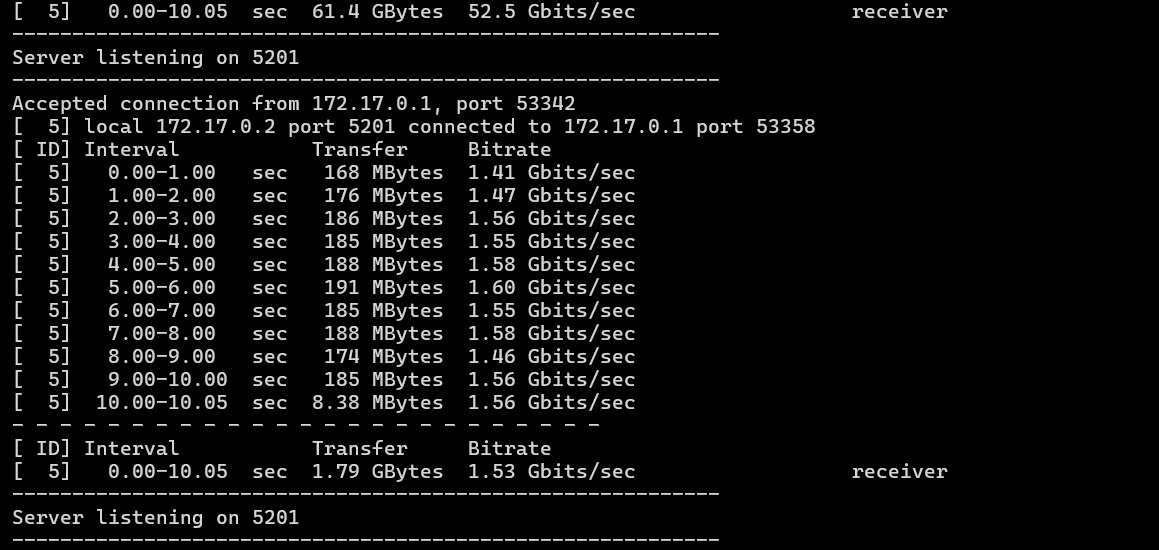 [  5]   0.00-10.05  sec  61.4 GBytes  52.5 Gbits/sec                  receiver
-----------------------------------------------------------
Server listening on 5201
-----------------------------------------------------------
Accepted connection from 172.17.0.1, port 53342
[  5] local 172.17.0.2 port 5201 connected to 172.17.0.1 port 53358
[ ID] Interval           Transfer     Bitrate
[  5]   0.00-1.00   sec   168 MBytes  1.41 Gbits/sec
[  5]   1.00-2.00   sec   176 MBytes  1.47 Gbits/sec
[  5]   2.00-3.00   sec   186 MBytes  1.56 Gbits/sec
[  5]   3.00-4.00   sec   185 MBytes  1.55 Gbits/sec
[  5]   4.00-5.00   sec   188 MBytes  1.58 Gbits/sec
[  5]   5.00-6.00   sec   191 MBytes  1.60 Gbits/sec
[  5]   6.00-7.00   sec   185 MBytes  1.55 Gbits/sec
[  5]   7.00-8.00   sec   188 MBytes  1.58 Gbits/sec
[  5]   8.00-9.00   sec   174 MBytes  1.46 Gbits/sec
[  5]   9.00-10.00  sec   185 MBytes  1.56 Gbits/sec
[  5]  10.00-10.05  sec  8.38 MBytes  1.56 Gbits/sec
- - - - - - - - - - - - - - - - - - - - - - - - -
[ ID] Interval           Transfer     Bitrate
[  5]   0.00-10.05  sec  1.79 GBytes  1.53 Gbits/sec                  receiver
-----------------------------------------------------------
Server listening on 5201
-----------------------------------------------------------